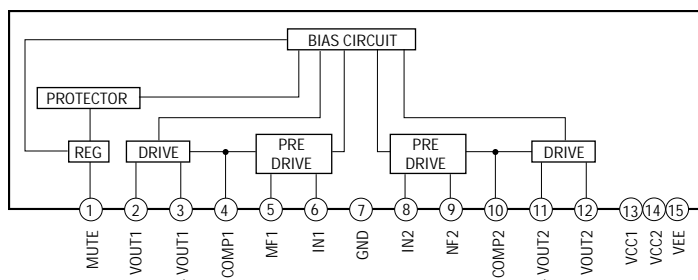 BIAS CIRCUIT
PROTECTOR
REG
DRIVE
PRE
DRIVE
PRE
DRIVE
DRIVE
1
2
3
4
5
6
7
8
9
10
11
12
13
14
15
MUTE
VOUT1
- VOUT1
COMP1
MF1
IN1
GND
IN2
NF2
COMP2
- VOUT2
VOUT2
VCC1
VCC2
VEE